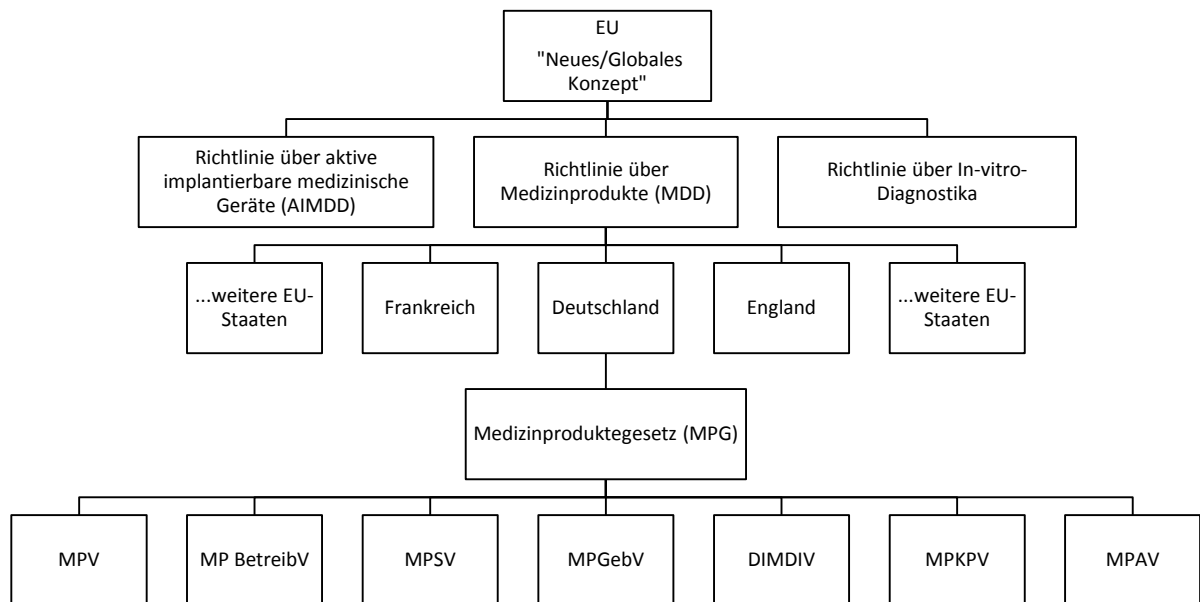 EU
"Neues/Globales
Konzept"
Richtlinie über aktive
implantierbare medizinische
Geräte (AIMDD)
Richtlinie über
Medizinprodukte (MDD)
Richtlinie über In-vitro-
Diagnostika
...weitere EU-
Staaten
Frankreich
Deutschland
England
...weitere EU-
Staaten
Medizinproduktegesetz (MPG)
MPV
MP BetreibV
MPSV
MPGebV
DIMDIV
MPKPV
MPAV